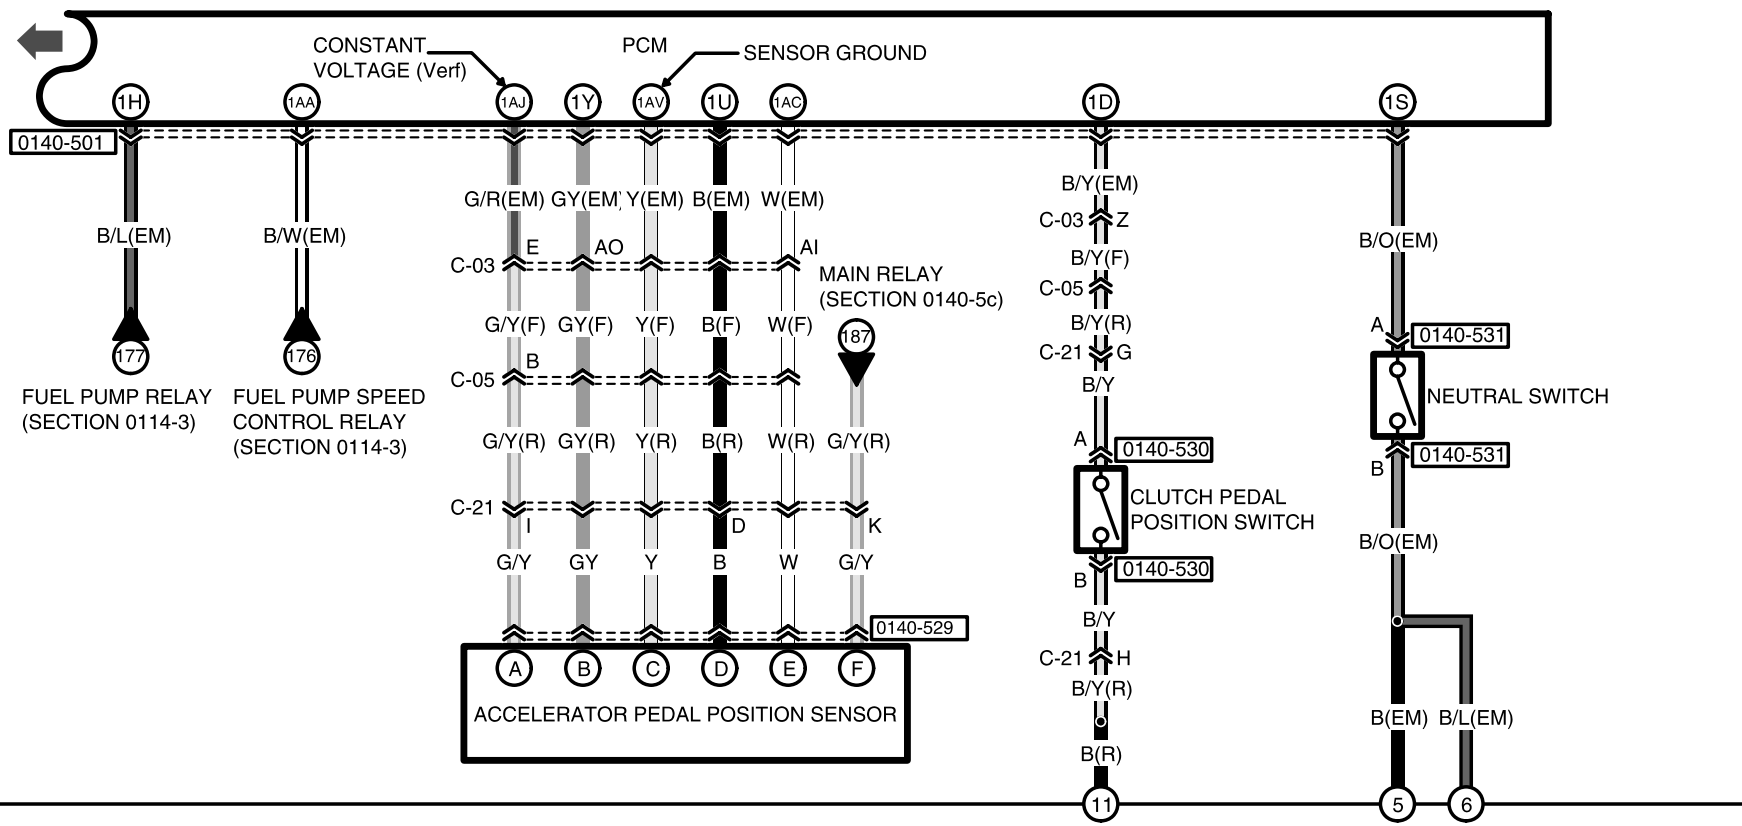 CONSTANT
VOLTAGE (Verf)
PCM
SENSOR GROUND
1H
1AA
1AJ
1Y
1AV
1U
1AC
1D
1S
0140-501
B/L(EM)
B/W(EM)
G/R(EM)
GY(EM)
Y(EM)
B(EM)
W(EM)
B/Y(EM)
B/O(EM)
C-03
E
AO
AI
C-03
Z
B/Y(F)
MAIN RELAY
(SECTION 0140-5c)
C-05
187
177
176
G/Y(F)
GY(F)
Y(F)
B(F)
W(F)
B/Y(R)
A
0140-531
C-21
G
B
C-05
B/Y
FUEL PUMP RELAY
(SECTION 0114-3)
FUEL PUMP SPEED
CONTROL RELAY
(SECTION 0114-3)
NEUTRAL SWITCH
G/Y(R)
GY(R)
Y(R)
B(R)
W(R)
G/Y(R)
A
0140-530
B
0140-531
C-21
I
D
K
CLUTCH PEDAL
POSITION SWITCH
G/Y
GY
Y
B
W
G/Y
B
0140-530
B/O(EM)
0140-529
B/Y
C-21
H
A
B
C
D
E
F
B/Y(R)
ACCELERATOR PEDAL POSITION SENSOR
B(EM)
B/L(EM)
B(R)
11
5
6